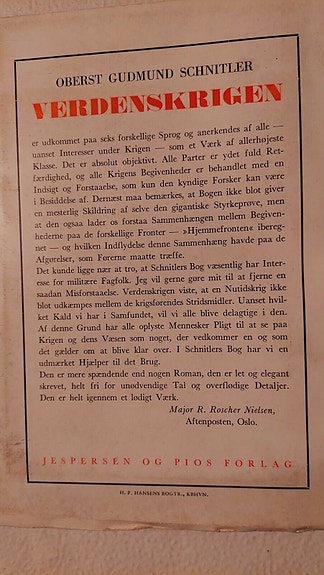 OBERST GUDMUND SCHNITLER
VERDENSKRIGEN
er udkommet paa seks forskellige Sprog og anerkendes af alle —
uanset Interesser under Krigen — som et Værk af allerhøjeste
Klasse. Det er absolut objektivt. Alle Parter er ydet fuld Ret-
færdighed, og alle Krigens Begivenheder er behandlet med en
Indsigt og Forstaaelse, som kun den kyndige Forsker kan være
i Besiddelse af. Dernæst maa bemærkes, at Bogen ikke blot giver
en mesterlig Skildring af selve den gigantiske Styrkeprøve, men
at den ogsaa lader os forstaa Sammenhængen mellem Begiven-
hederne paa de forskellige Fronter — »Hjemmefronten« ibereg-
net — og hvilken Indflydelse denne Sammenhæng havde paa de
Afgørelser, som Førerne maatte træffe.
Det kunde ligge nær at tro, at Schnitlers Bog væsentlig har Inter-
esse for militære Fagfolk. Jeg vil gerne gøre mit til at fjerne en
saadan Misforstaaelse. Verdenskrigen viste, at en Nutidskrig ikke
blot udkæmpes mellem de krigsførendes Stridsmidler. Uanset hvil-
ket Kald vi har i Samfundet, vil vi alle blive delagtige i den.
Af denne Grund har alle oplyste Mennesker Pligt til at se paa
Krigen og dens Væsen som noget, der vedkommer en og som
det gælder om at blive klar over. I Schnitlers Bog har vi en
udmærket Hjælper til det Brug.
Den er mere spændende end nogen Roman, den er let og elegant
skrevet, helt fri for unødvendige Tal og overflødige Detaljer.
Den er helt igennem et lødigt Værk.
Major R. Roscher Nielsen,
Aftenposten, Oslo.
JESPERSEN OG PIOS FORLAG
H. P. HANSENS BOGTR., KBHVN.